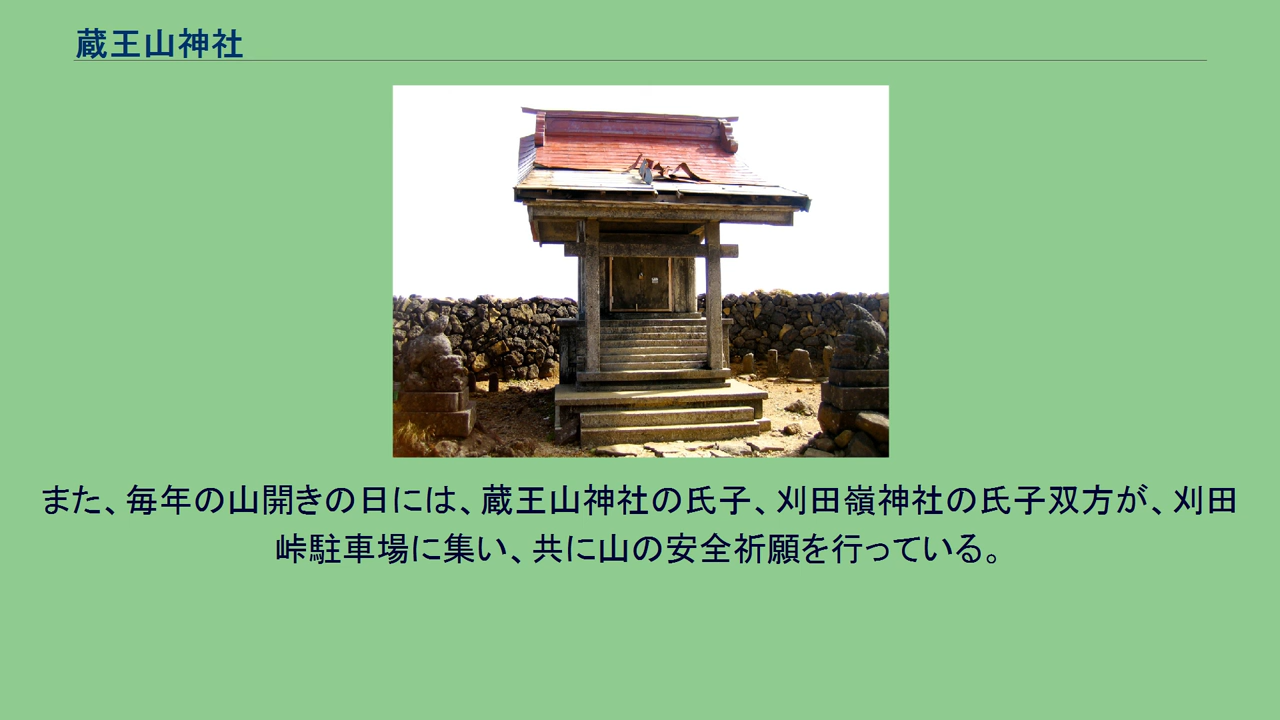 蔵王山神社
また、毎年の山開きの日には、蔵王山神社の氏子、刈田嶺神社の氏子双方が、刈田
峠駐車場に集い、共に山の安全祈願を行っている。